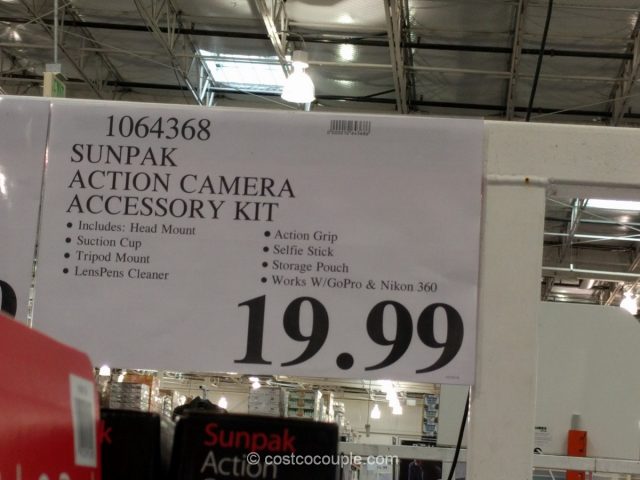 1064368
SUNPAK
ACTION CAMERA
ACCESSORY KIT
• Includes: Head Mount
• Suction Cup
• Tripod Mount
• LensPens Cleaner
• Action Grip
• Selfie Stick
• Storage Pouch
• Works W/GoPro & Nikon 360
19.99
Sunpak
Action
© costcocouple.com